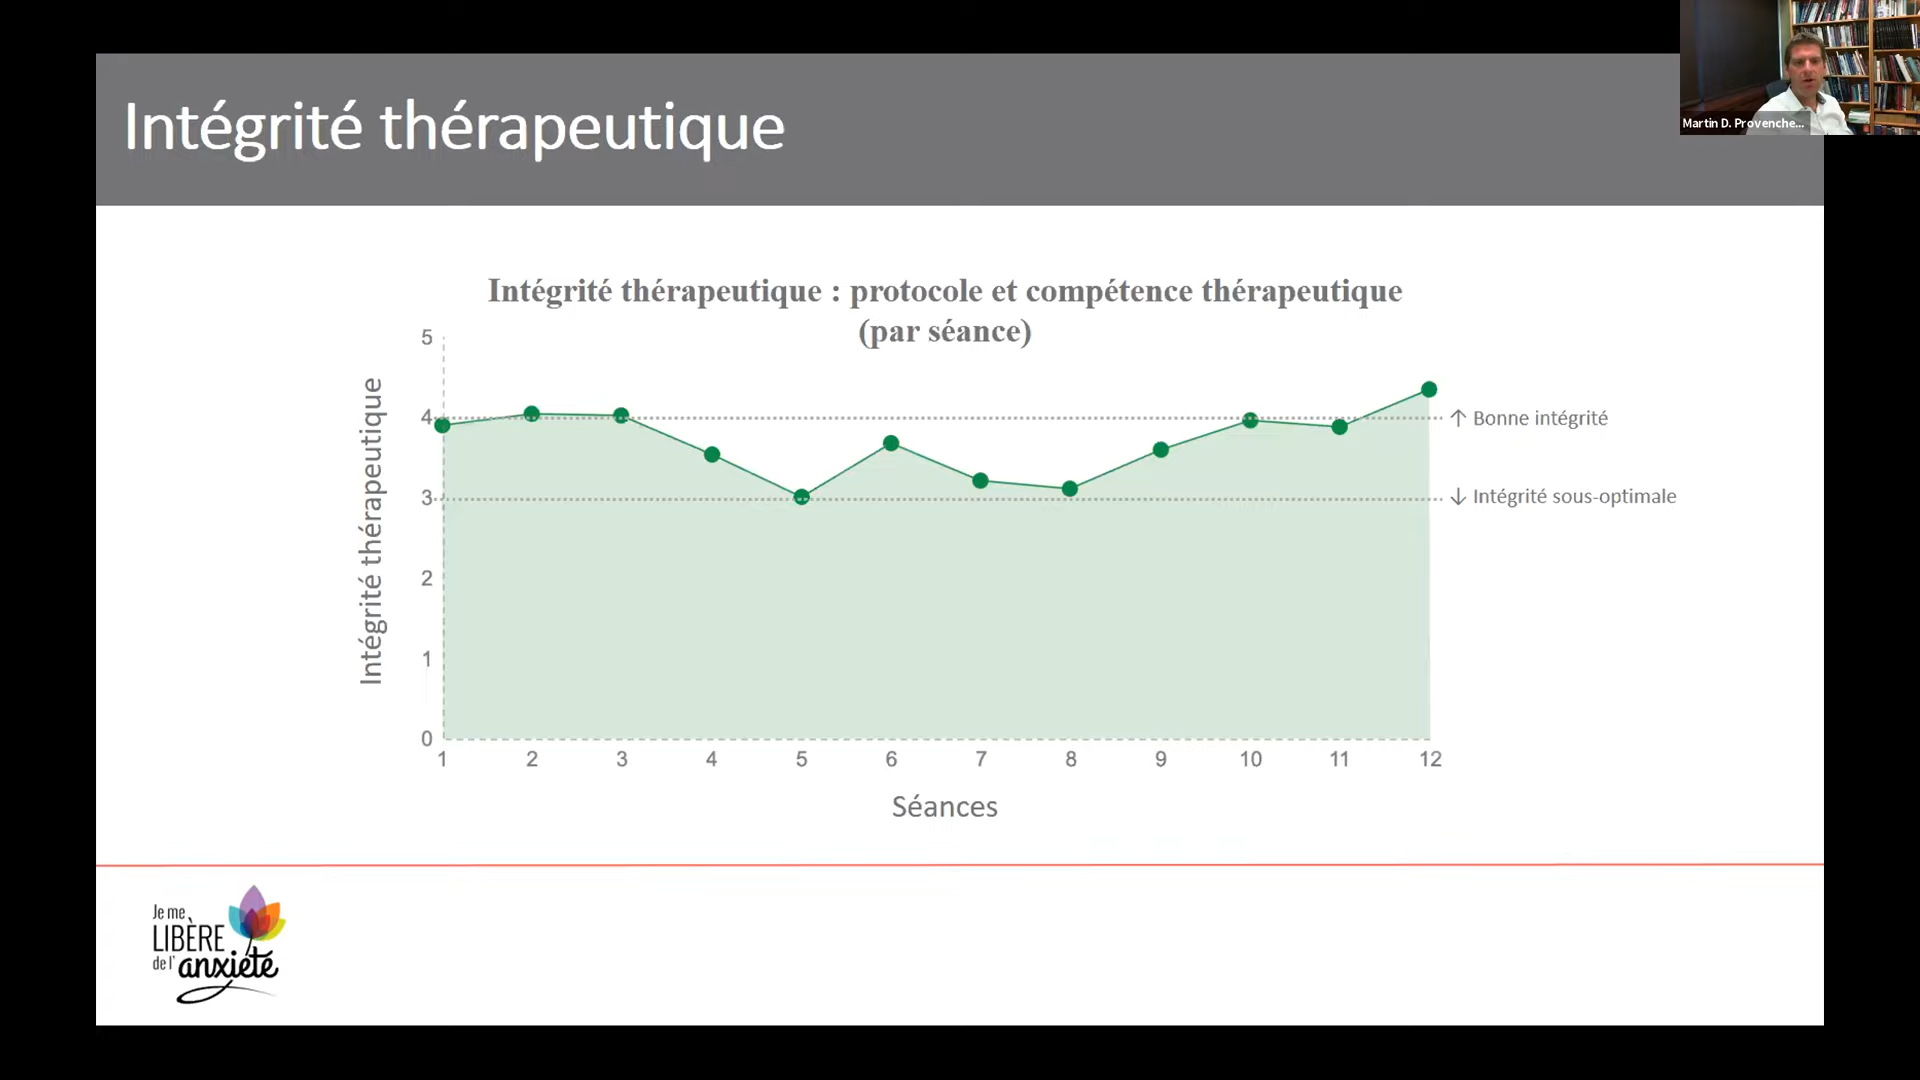 Intégrité thérapeutique
Martin D. Provenche...
Intégrité thérapeutique : protocole et compétence thérapeutique
(par séance)
Intégrité thérapeutique
5
4
3
2
1
0
↑ Bonne intégrité
↓ Intégrité sous-optimale
1 2 3 4 5 6 7 8 9 10 11 12
Séances
Je me
LIBÈRE
de l' anxiété